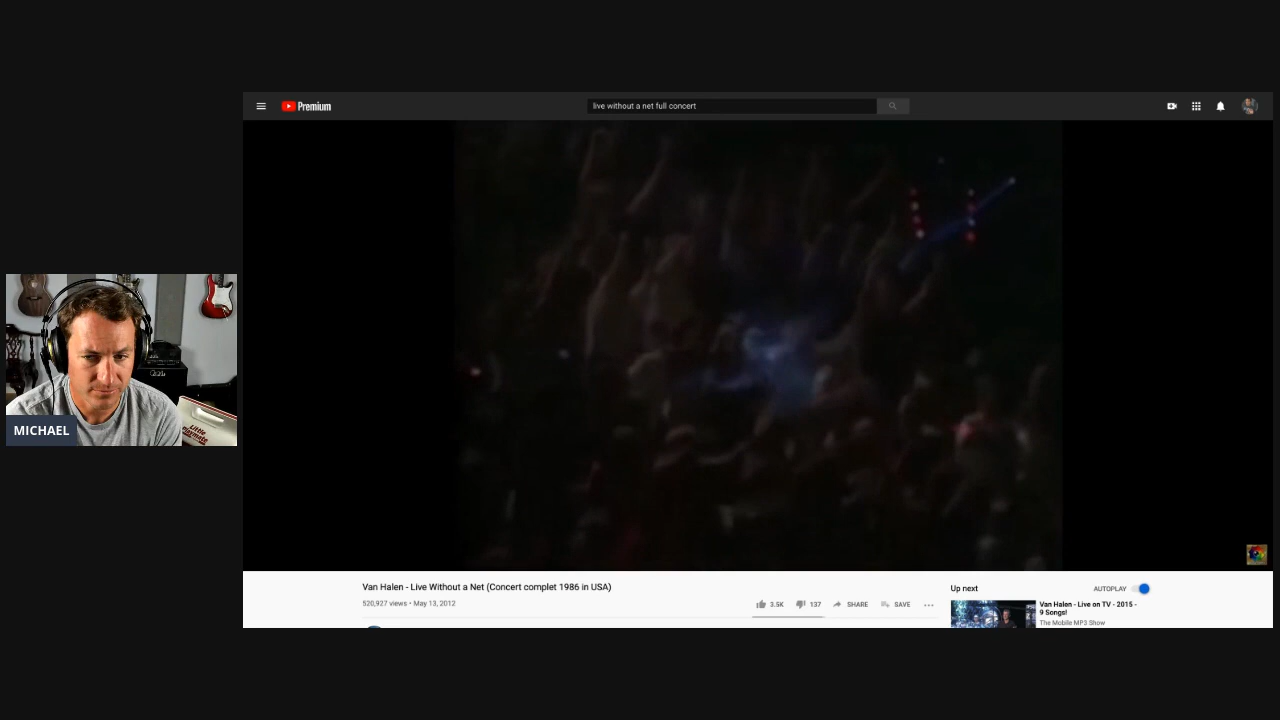 Premium
live without a net full concert
Little
Playmate
MICHAEL
Van Halen - Live Without a Net (Concert complet 1986 in USA)
520,927 views • May 13, 2012
3.5K
137
SHARE
SAVE
Up next
AUTOPLAY
Van Halen - Live on TV - 2015 -
9 Songs!
The Mobile MP3 Show